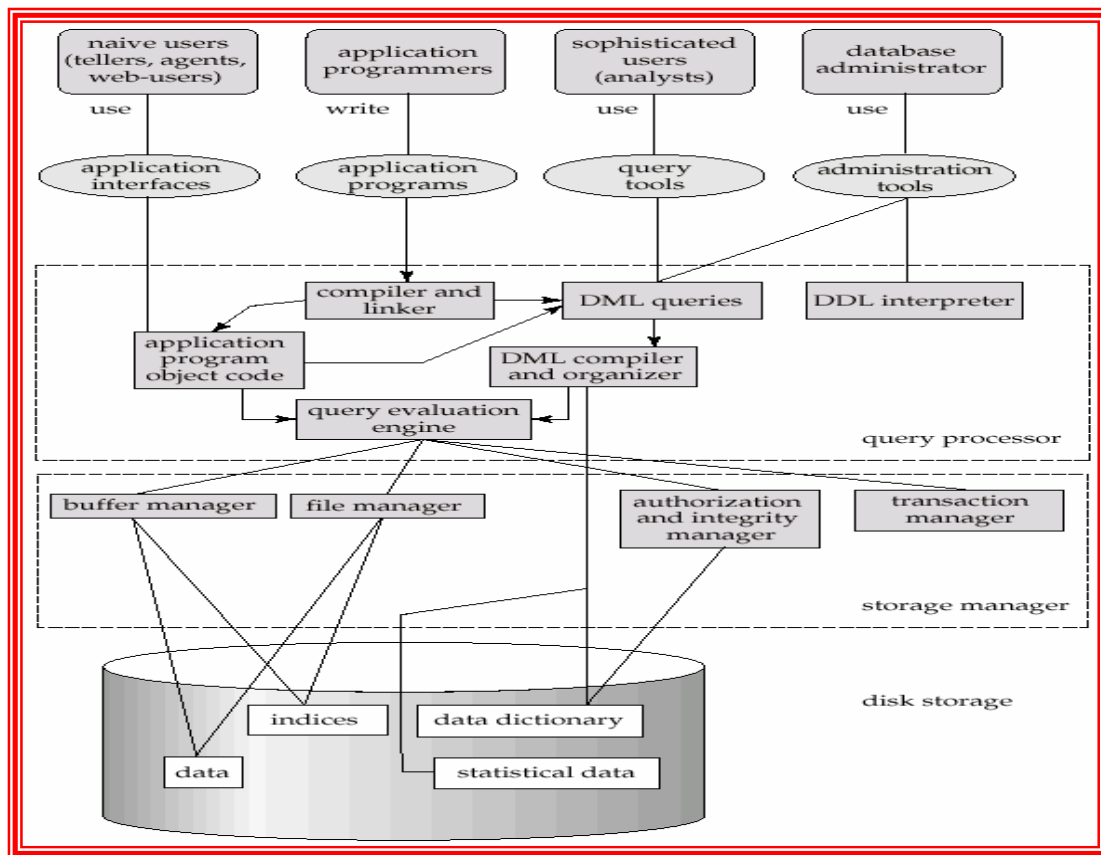 naive users
(tellers, agents,
web-users)
application
programmers
sophisticated
users
(analysts)
database
administrator
use
write
use
use
application
interfaces
application
programs
query
tools
administration
tools
compiler and
linker
DML queries
DDL interpreter
application
program
object code
DML compiler
and organizer
query evaluation
engine
query processor
buffer manager
file manager
authorization
and integrity
manager
transaction
manager
storage manager
disk storage
indices
data dictionary
data
statistical data